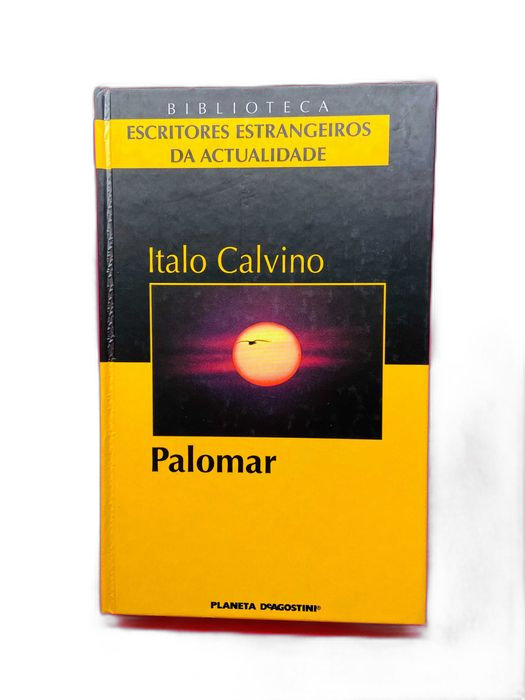 BIBLIOTECA
ESCRITORES ESTRANGEIROS
DA ACTUALIDADE
Italo Calvino
Palomar
PLANETA DeAGOSTINI®